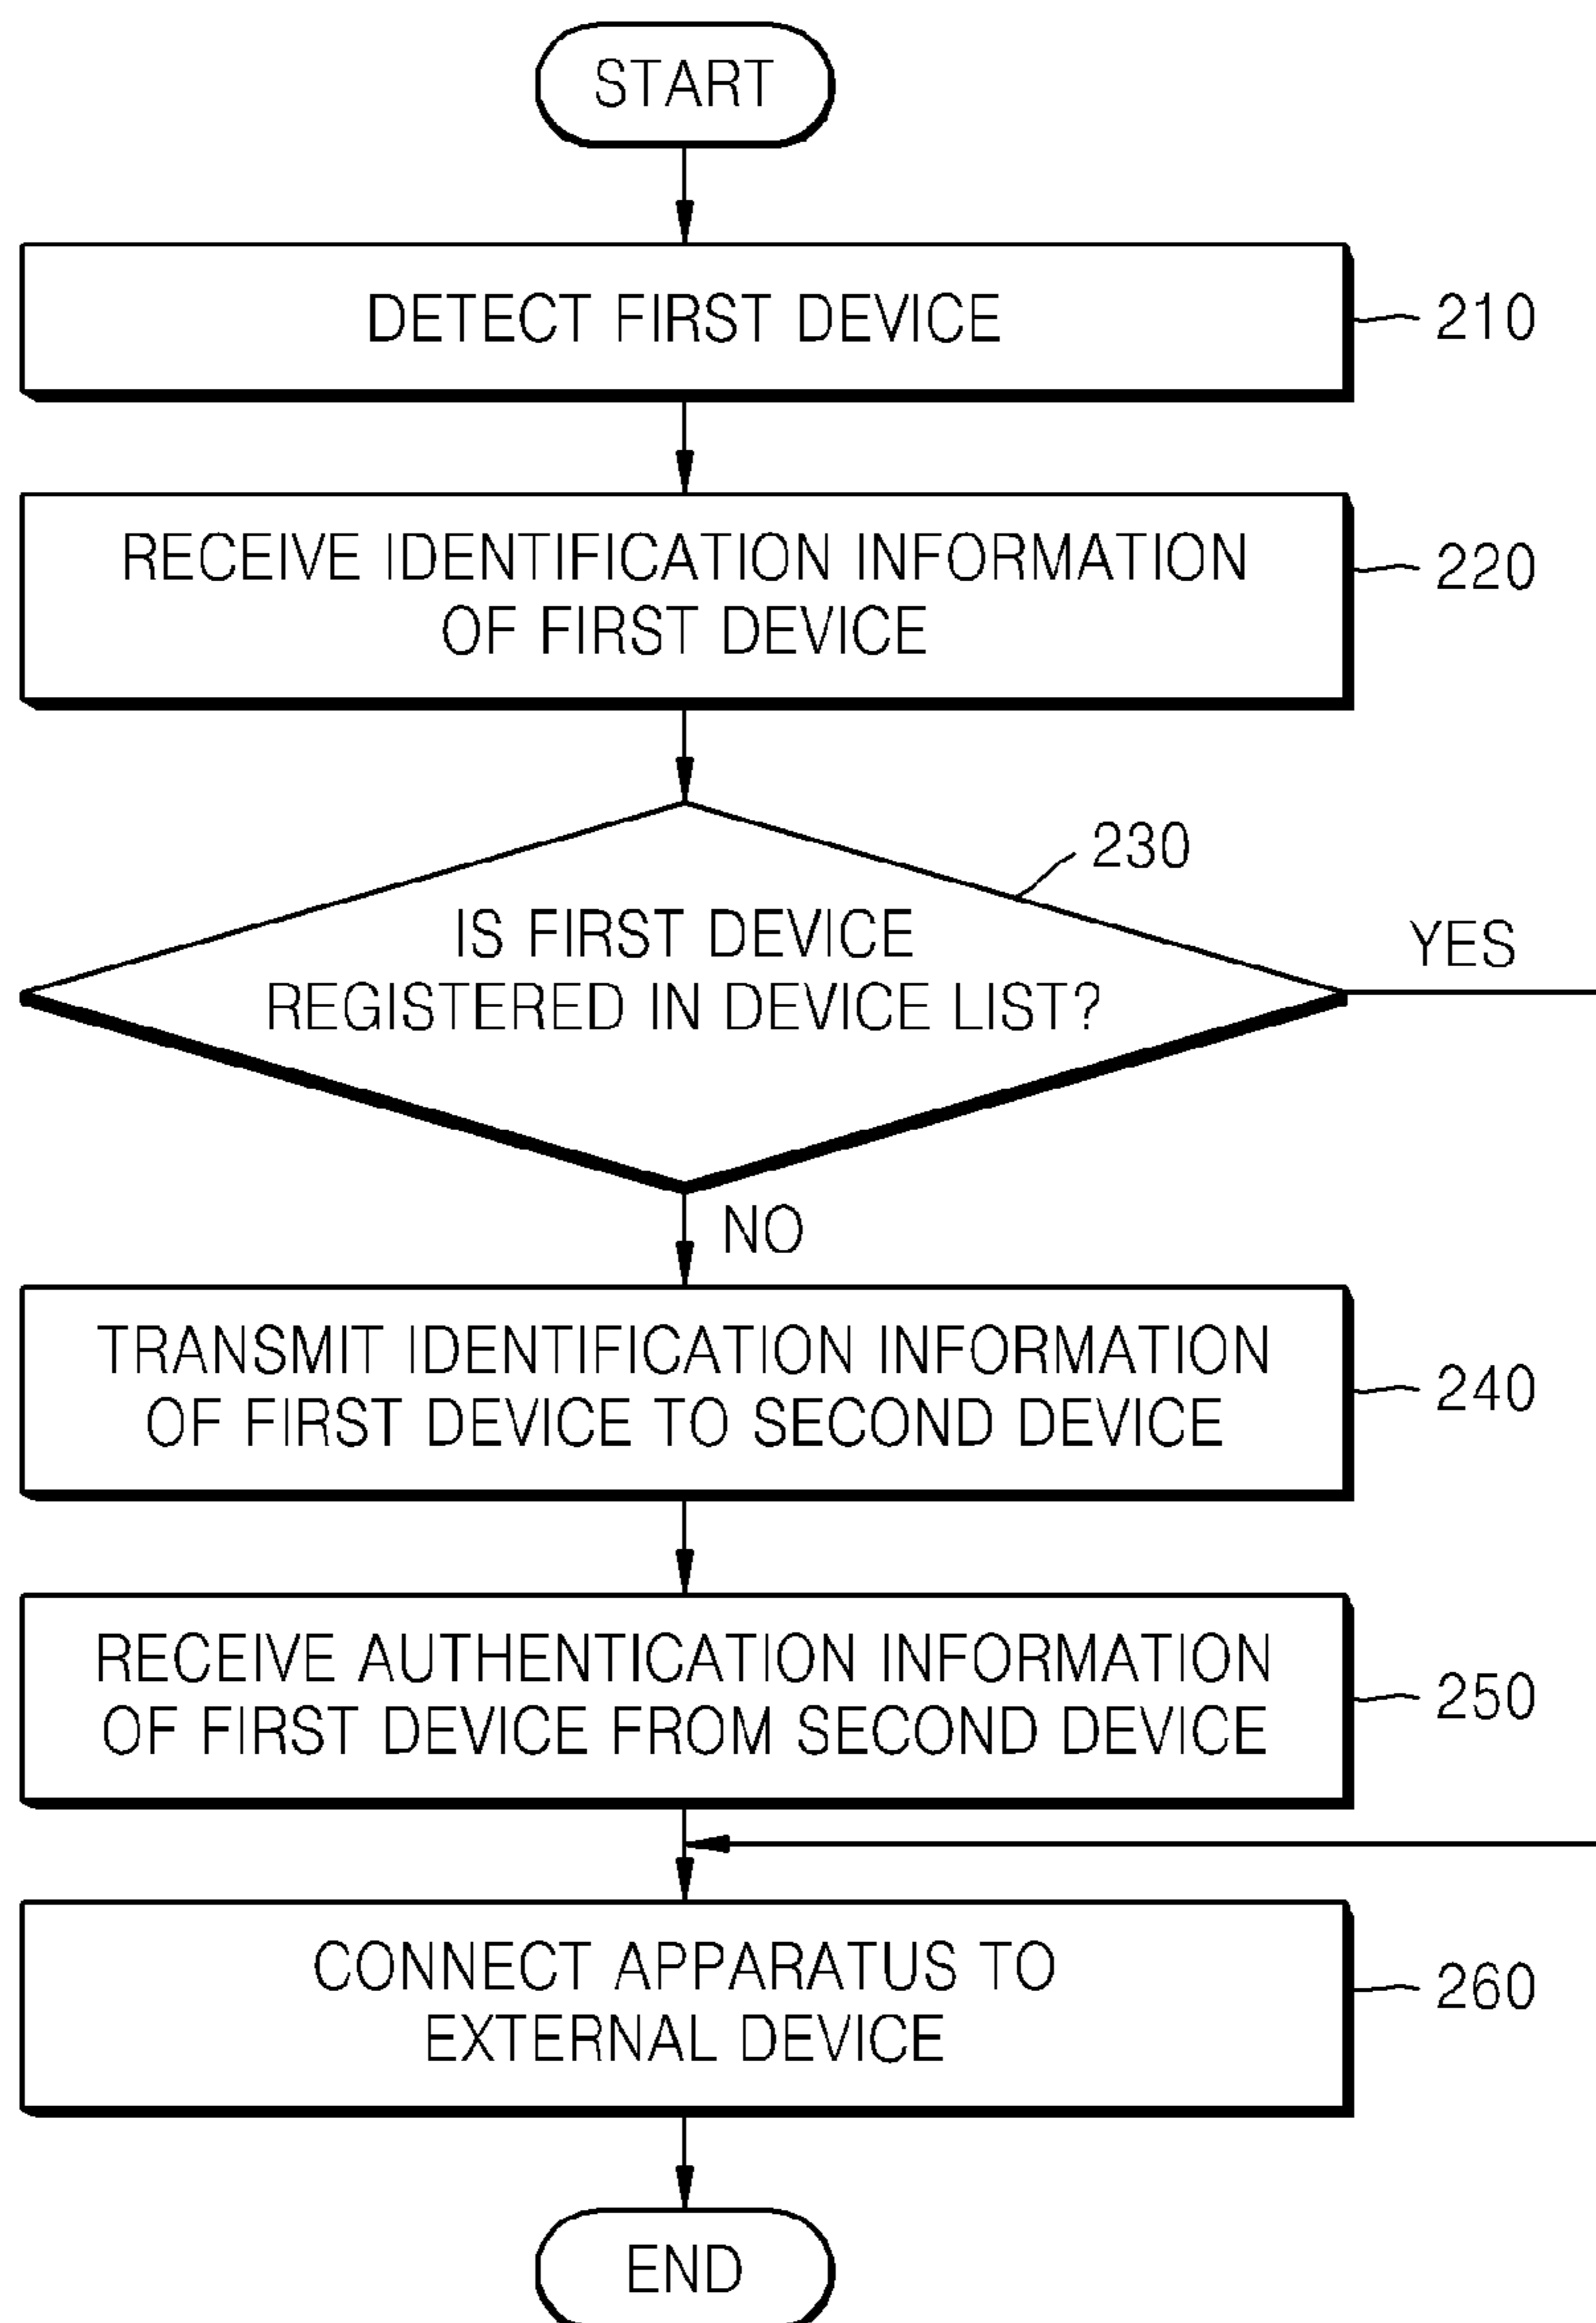 START
DETECT FIRST DEVICE
210
RECEIVE IDENTIFICATION INFORMATION
OF FIRST DEVICE
220
230
IS FIRST DEVICE
REGISTERED IN DEVICE LIST?
YES
NO
TRANSMIT IDENTIFICATION INFORMATION
OF FIRST DEVICE TO SECOND DEVICE
240
RECEIVE AUTHENTICATION INFORMATION
OF FIRST DEVICE FROM SECOND DEVICE
250
CONNECT APPARATUS TO
EXTERNAL DEVICE
260
END